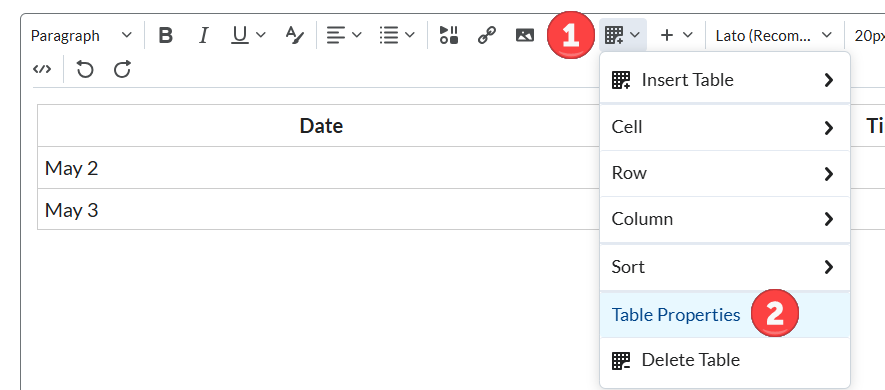 Paragraph B I U A 1 Lato (Recom... 20px
</>
Insert Table
Date Ti
Cell
May 2
Row
May 3
Column
Sort
Table Properties 2
Delete Table